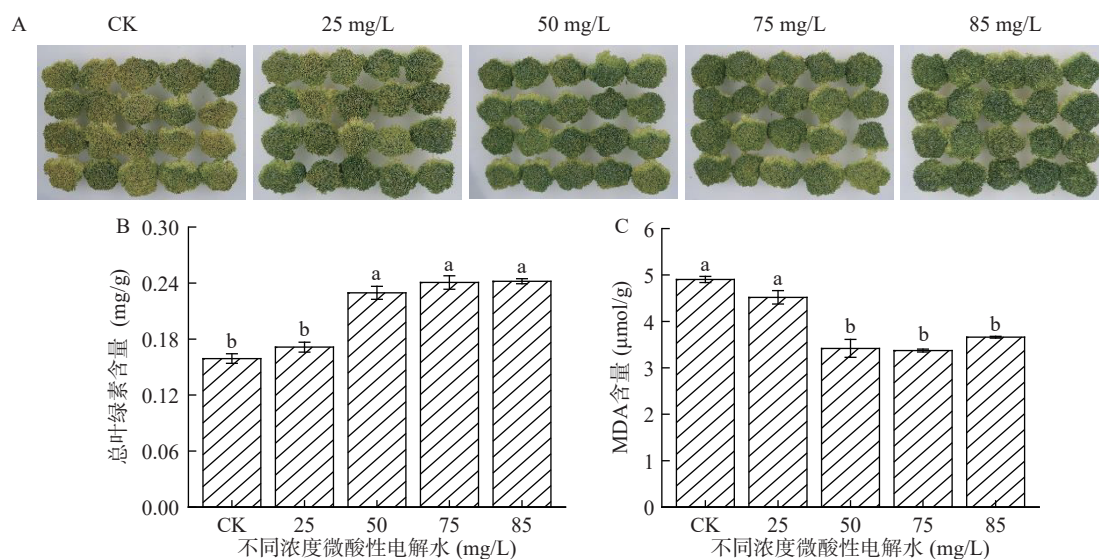 A CK 25 mg/L 50 mg/L 75 mg/L 85 mg/L
B
总叶绿素含量 (mg/g)
0.30
0.24
0.18
0.12
0.06
0.00
b b a a a
CK 25 50 75 85
不同浓度微酸性电解水 (mg/L)
C
MDA含量 (μmol/g)
6
5
4
3
2
1
0
a a b b b
CK 25 50 75 85
不同浓度微酸性电解水 (mg/L)